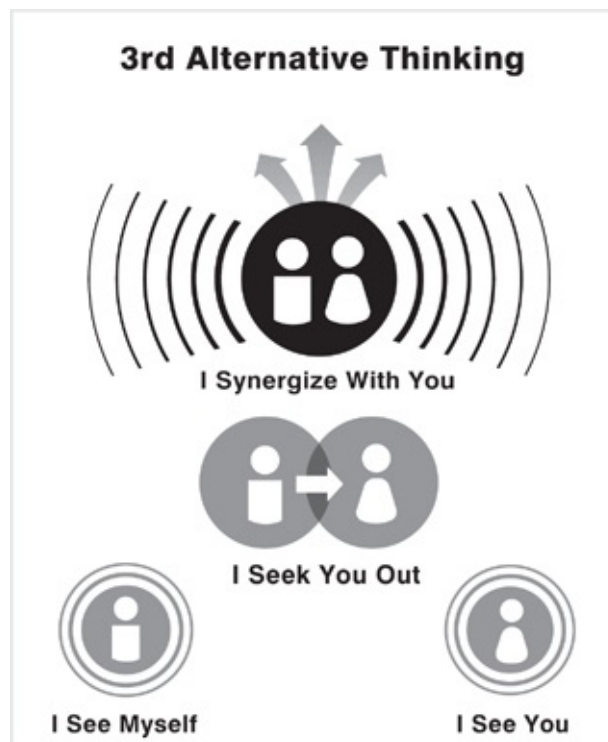 3rd Alternative Thinking
I Synergize With You
I Seek You Out
I See Myself
I See You